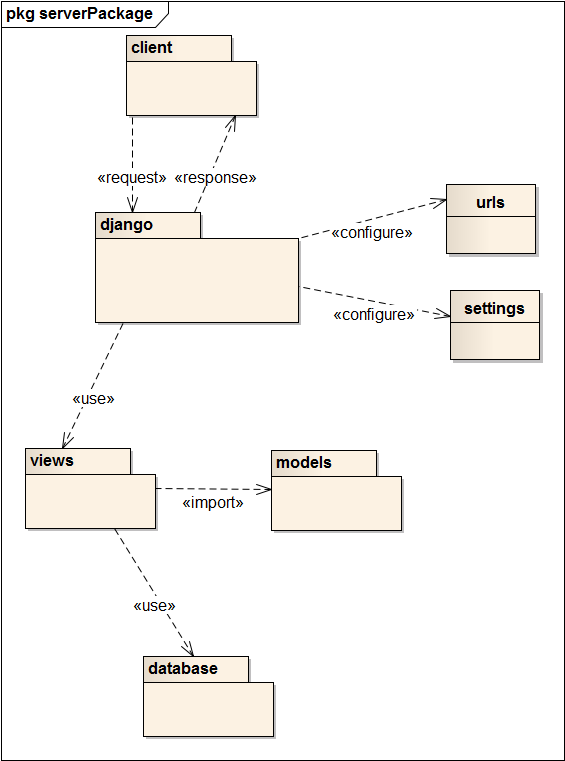 pkg serverPackage
client
«request»
«response»
django
urls
«configure»
settings
«configure»
«use»
views
models
«import»
«use»
database